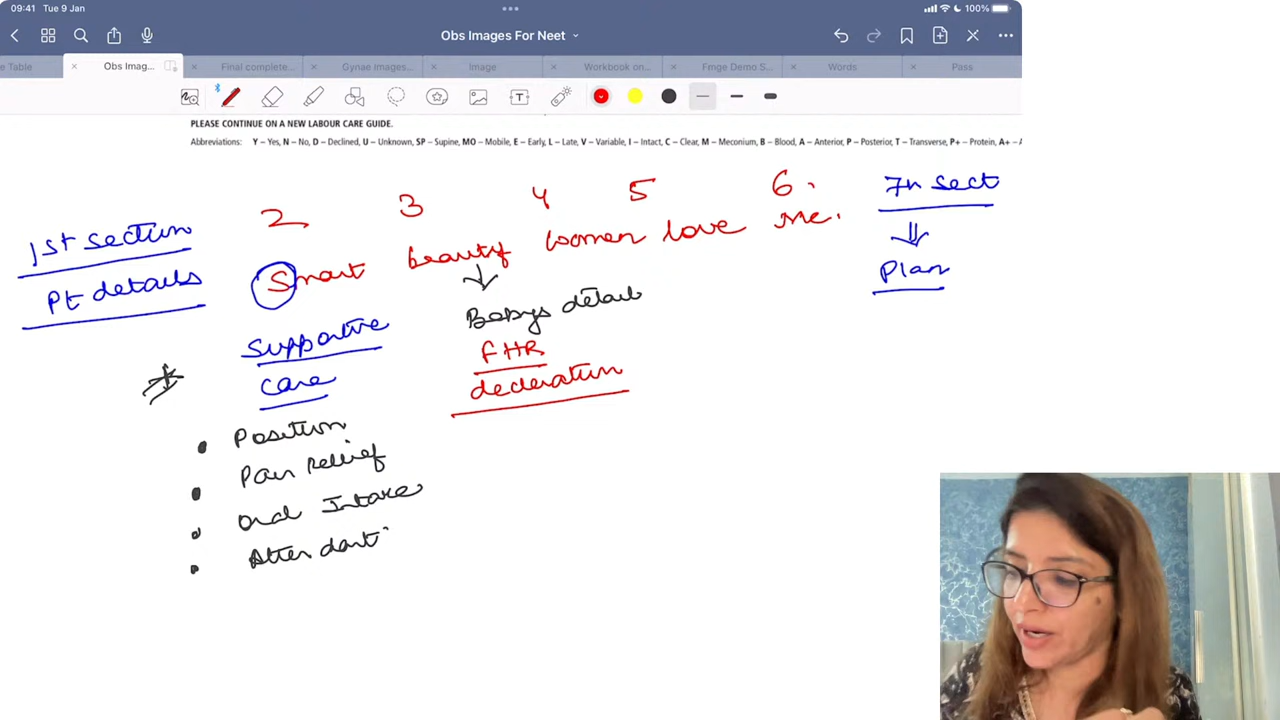 09:41 Tue 9 Jan
100%
Obs Images For Neet
e Table
Obs Imag...
Final complete...
Gynae Images...
Image
Workbook on...
Fmge Demo S...
Words
Pass
PLEASE CONTINUE ON A NEW LABOUR CARE GUIDE.
Abbreviations: Y – Yes, N – No, D – Declined, U – Unknown, SP – Supine, MO – Mobile, E – Early, L – Late, V – Variable, I – Intact, C – Clear, M – Meconium, B – Blood, A – Anterior, P – Posterior, T – Transverse, P+ – Protein, A+ – A
2 3 4 5 6.
7th sect
1st section
Smart beauty women love me.
Plan
Pt details
Babys details
Supportive
FHR
care
deceleration
Position
Pain Relief
Oral Intake
Attendant